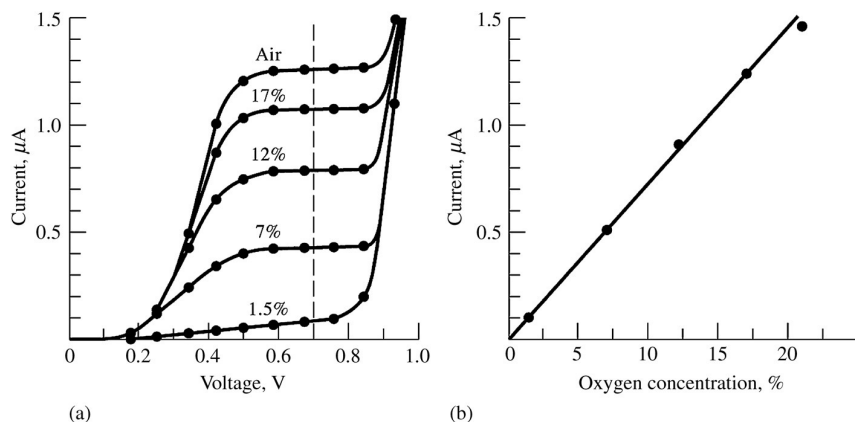 1.5
1.0
0.5
Current, μA
Air
17%
12%
7%
1.5%
0 0.2 0.4 0.6 0.8 1.0
Voltage, V
(a)
1.5
1.0
0.5
Current, μA
0 5 10 15 20
Oxygen concentration, %
(b)